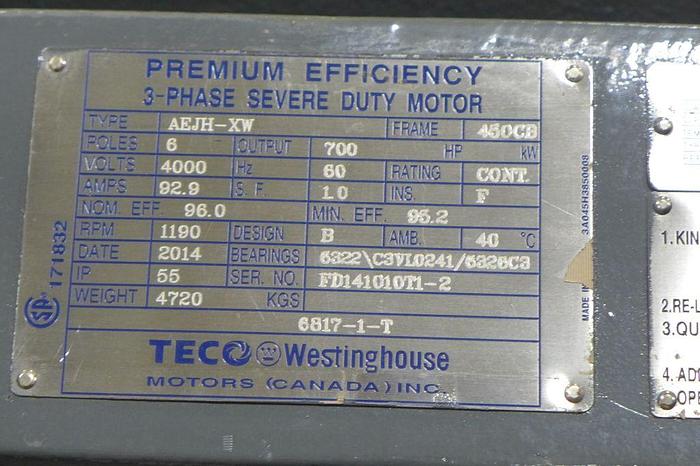 PREMIUM EFFICIENCY
3-PHASE SEVERE DUTY MOTOR
TYPE AEJH-XW FRAME 450CB
POLES 6 OUTPUT 700 HP kW
VOLTS 4000 Hz 60 RATING CONT.
AMPS 92.9 S. F. 1.0 INS. F
NOM. EFF. 96.0 MIN. EFF. 95.2
RPM 1190 DESIGN B AMB. 40 °C
DATE 2014 BEARINGS 6322\C3VL0241/6326C3
IP 55 SER. NO. FD141010T1-2
WEIGHT 4720 KGS
6817-1-T
TECO Westinghouse
MOTORS (CANADA) INC.
171832
3A045H3850008
MADE IN
1.KIN
2.RE-L
3.QU
4. AD
OPE